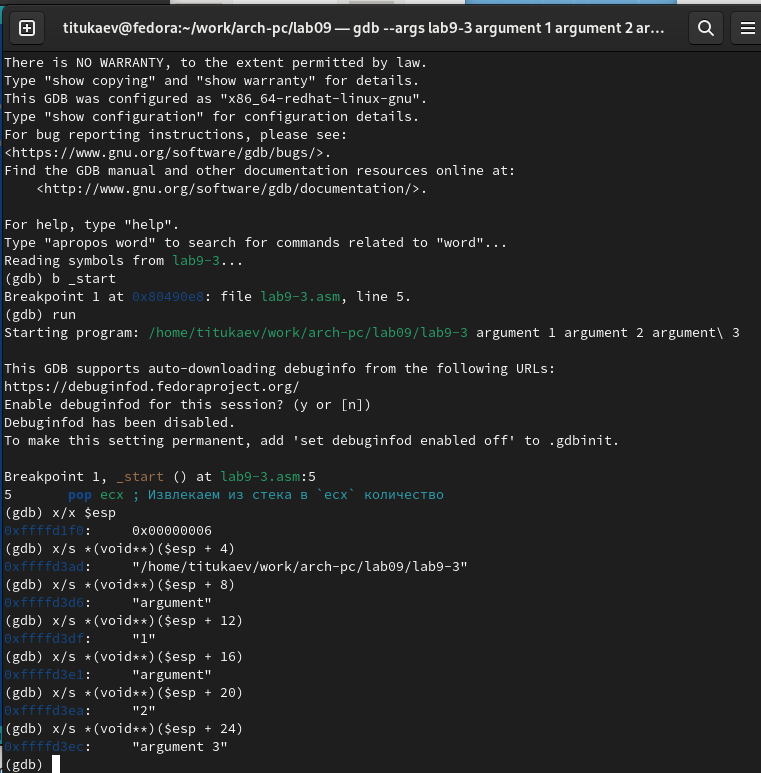 titukaev@fedora:~/work/arch-pc/lab09 — gdb --args lab9-3 argument 1 argument 2 ar...
There is NO WARRANTY, to the extent permitted by law.
Type "show copying" and "show warranty" for details.
This GDB was configured as "x86_64-redhat-linux-gnu".
Type "show configuration" for configuration details.
For bug reporting instructions, please see:
<https://www.gnu.org/software/gdb/bugs/>.
Find the GDB manual and other documentation resources online at:
    <http://www.gnu.org/software/gdb/documentation/>.

For help, type "help".
Type "apropos word" to search for commands related to "word"...
Reading symbols from lab9-3...
(gdb) b _start
Breakpoint 1 at 0x80490e8: file lab9-3.asm, line 5.
(gdb) run
Starting program: /home/titukaev/work/arch-pc/lab09/lab9-3 argument 1 argument 2 argument\ 3

This GDB supports auto-downloading debuginfo from the following URLs:
https://debuginfod.fedoraproject.org/
Enable debuginfod for this session? (y or [n])
Debuginfod has been disabled.
To make this setting permanent, add 'set debuginfod enabled off' to .gdbinit.

Breakpoint 1, _start () at lab9-3.asm:5
5       pop ecx ; Извлекаем из стека в `ecx` количество
(gdb) x/x $esp
0xffffd1f0:     0x00000006
(gdb) x/s *(void**)($esp + 4)
0xffffd3ad:     "/home/titukaev/work/arch-pc/lab09/lab9-3"
(gdb) x/s *(void**)($esp + 8)
0xffffd3d6:     "argument"
(gdb) x/s *(void**)($esp + 12)
0xffffd3df:     "1"
(gdb) x/s *(void**)($esp + 16)
0xffffd3e1:     "argument"
(gdb) x/s *(void**)($esp + 20)
0xffffd3ea:     "2"
(gdb) x/s *(void**)($esp + 24)
0xffffd3ec:     "argument 3"
(gdb)